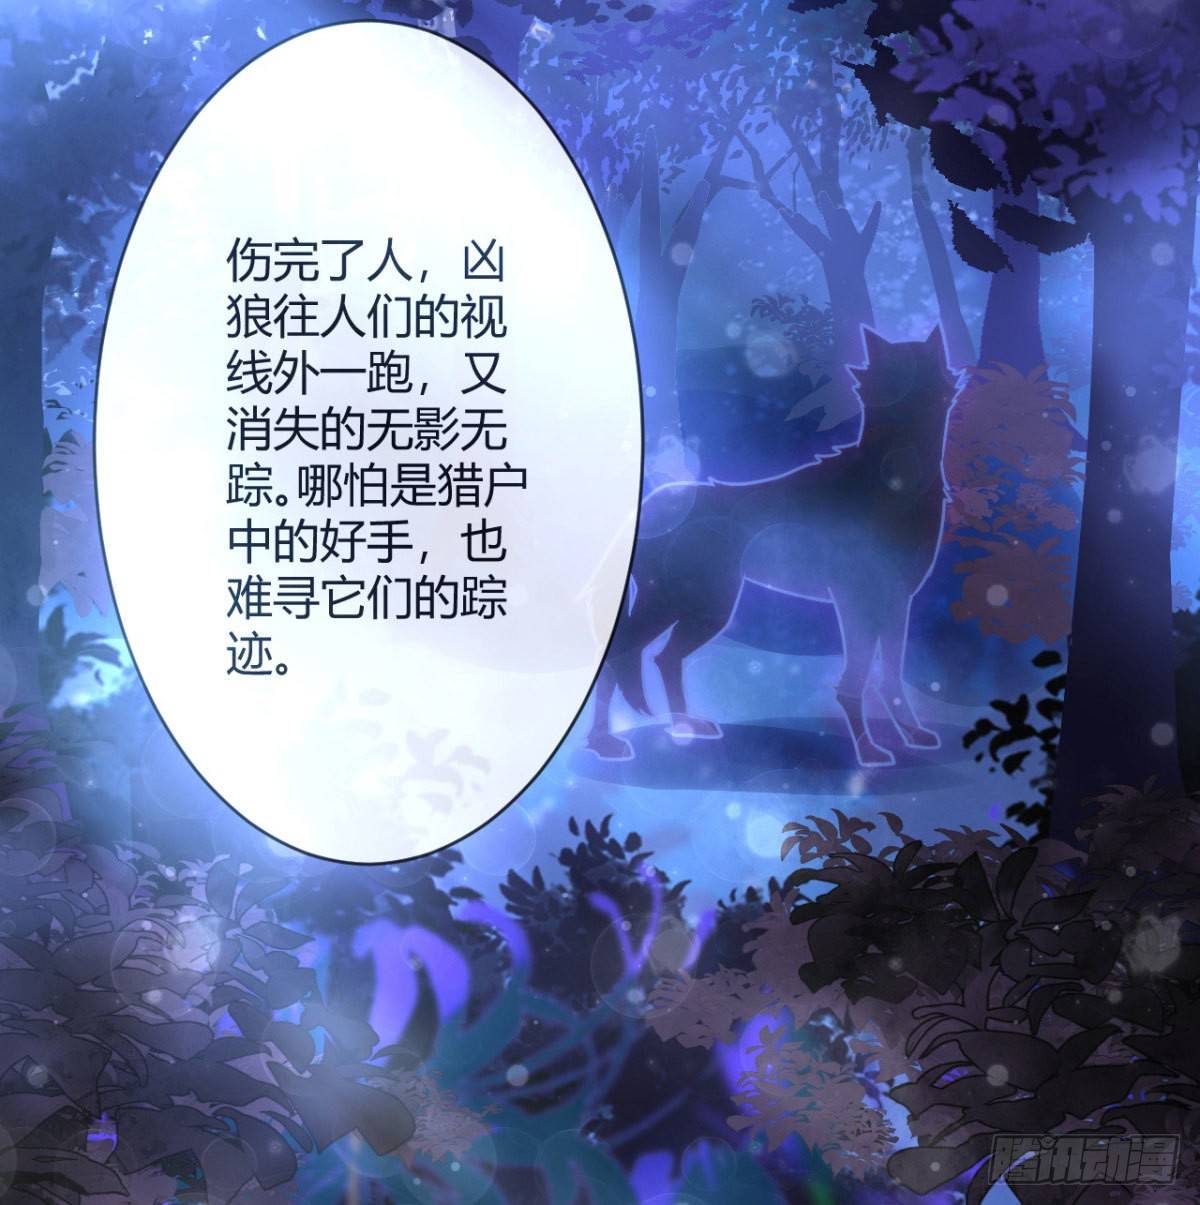 伤完了人，凶
狼往人们的视
线外一跑，又
消失的无影无
踪。哪怕是猎户
中的好手，也
难寻它们的踪
迹。
腾讯动漫